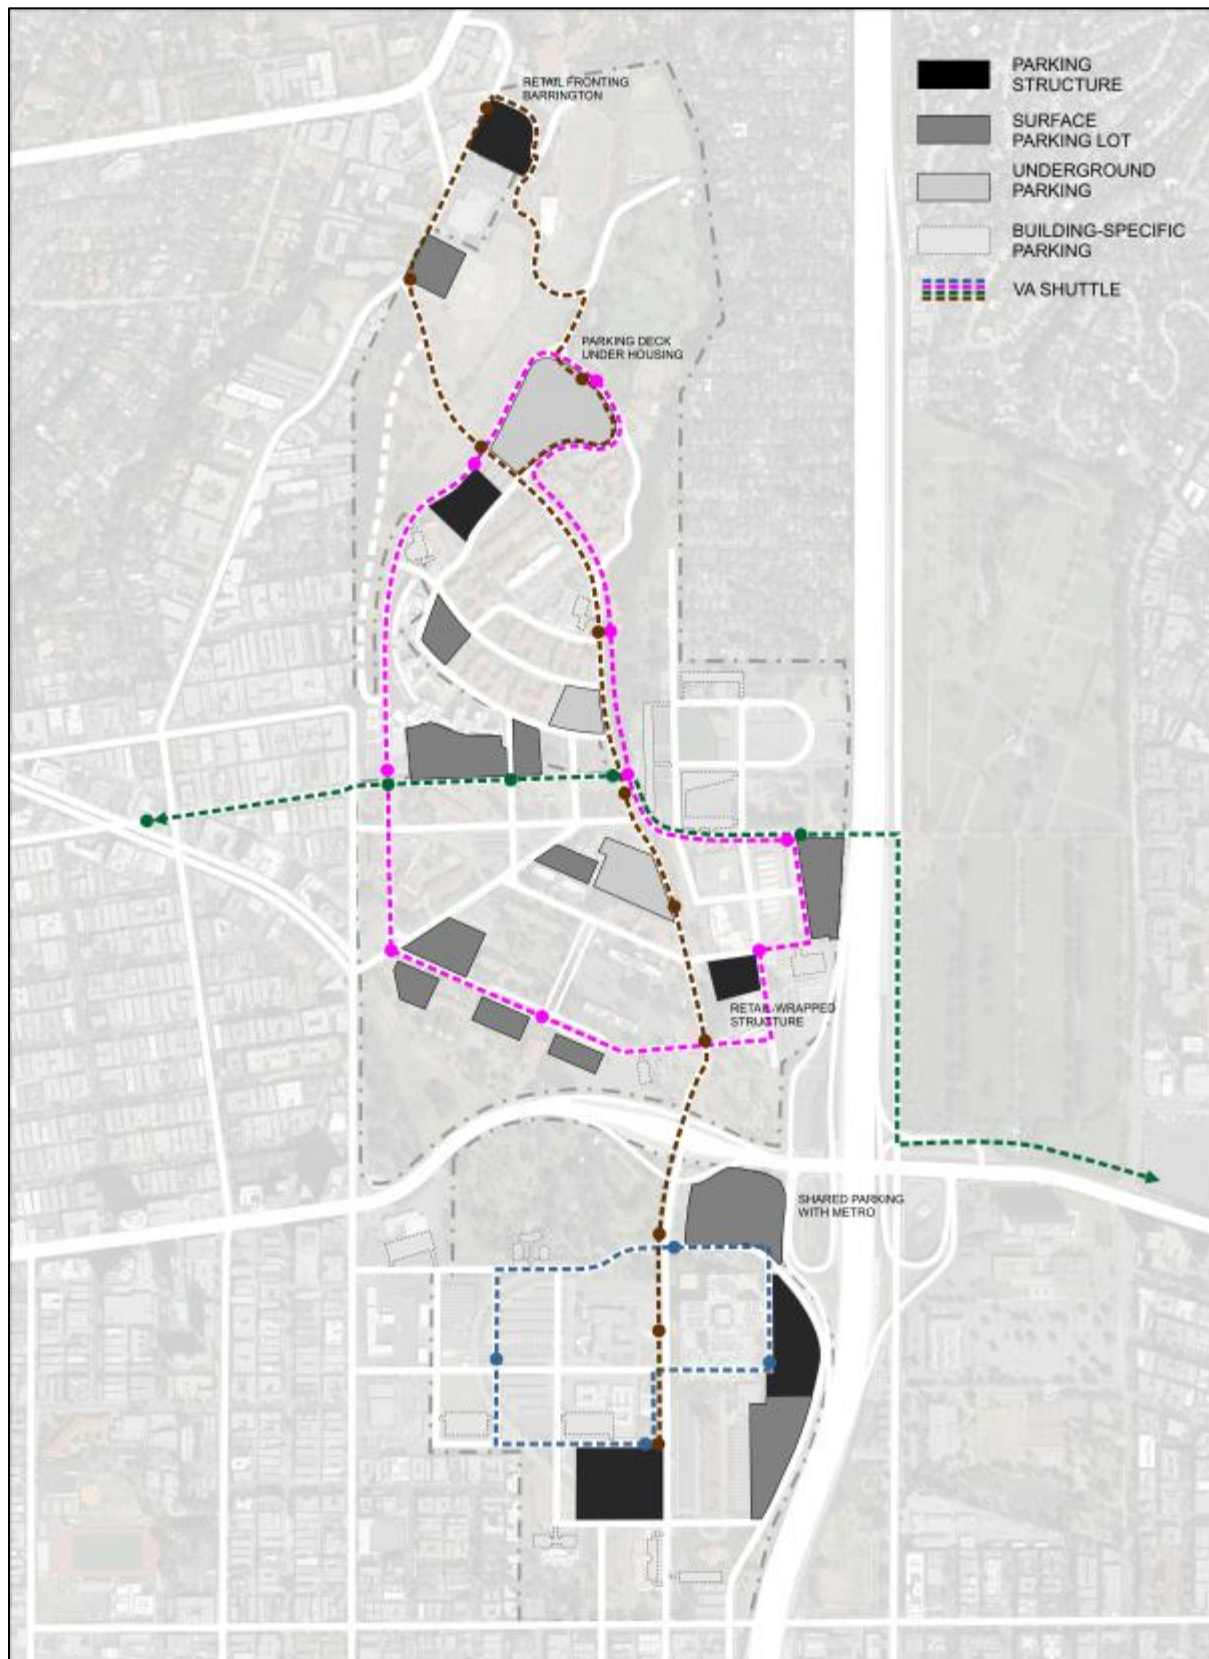 RETAIL FRONTING
BARRINGTON
PARKING
STRUCTURE
SURFACE
PARKING LOT
UNDERGROUND
PARKING
BUILDING-SPECIFIC
PARKING
VA SHUTTLE
PARKING DECK
UNDER HOUSING
RETAIL-WRAPPED
STRUCTURE
SHARED PARKING
WITH METRO